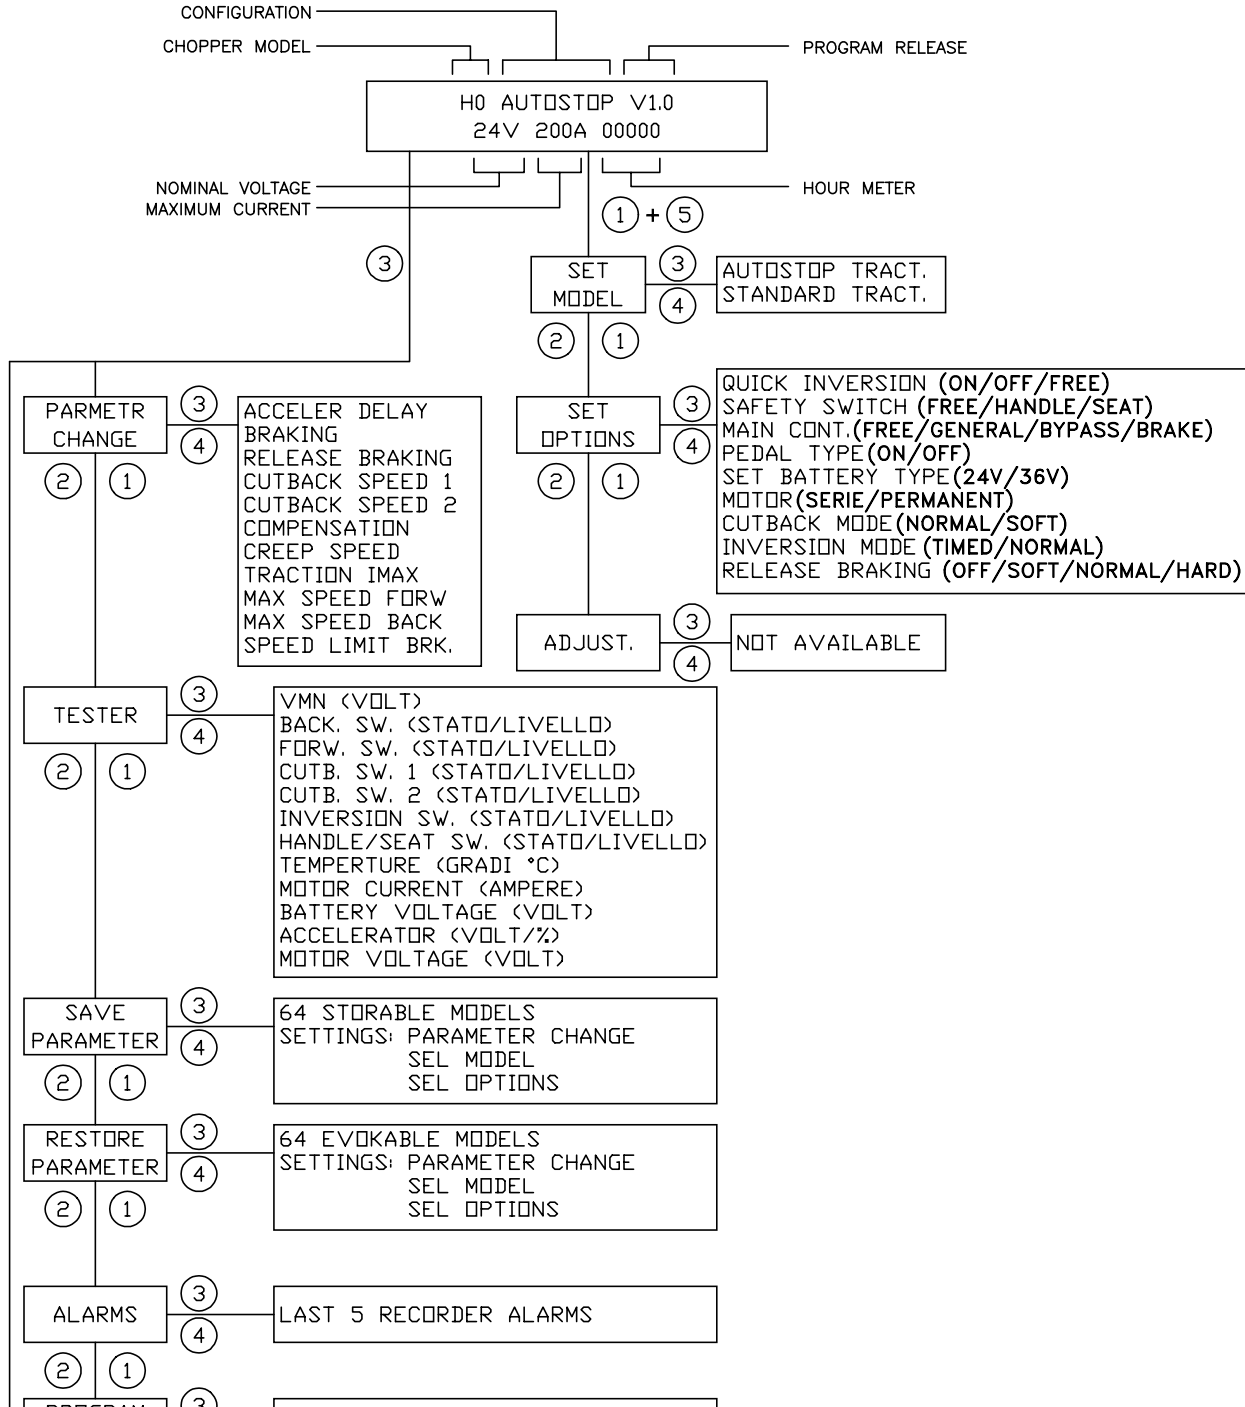 CONFIGURATION
CHOPPER MODEL
PROGRAM RELEASE
H0 AUTOSTOP V1.0
24V 200A 00000
NOMINAL VOLTAGE
MAXIMUM CURRENT
HOUR METER
1 + 5
3
SET
MODEL
3
4
AUTOSTOP TRACT.
STANDARD TRACT.
2 1
PARMETR
CHANGE
3
4
2 1
ACCELER DELAY
BRAKING
RELEASE BRAKING
CUTBACK SPEED 1
CUTBACK SPEED 2
COMPENSATION
CREEP SPEED
TRACTION IMAX
MAX SPEED FORW
MAX SPEED BACK
SPEED LIMIT BRK.
SET
OPTIONS
3
4
2 1
QUICK INVERSION (ON/OFF/FREE)
SAFETY SWITCH (FREE/HANDLE/SEAT)
MAIN CONT.(FREE/GENERAL/BYPASS/BRAKE)
PEDAL TYPE(ON/OFF)
SET BATTERY TYPE(24V/36V)
MOTOR(SERIE/PERMANENT)
CUTBACK MODE(NORMAL/SOFT)
INVERSION MODE (TIMED/NORMAL)
RELEASE BRAKING (OFF/SOFT/NORMAL/HARD)
ADJUST.
3
4
NOT AVAILABLE
TESTER
3
4
2 1
VMN (VOLT)
BACK. SW. (STATO/LIVELLO)
FORW. SW. (STATO/LIVELLO)
CUTB. SW. 1 (STATO/LIVELLO)
CUTB. SW. 2 (STATO/LIVELLO)
INVERSION SW. (STATO/LIVELLO)
HANDLE/SEAT SW. (STATO/LIVELLO)
TEMPERTURE (GRADI °C)
MOTOR CURRENT (AMPERE)
BATTERY VOLTAGE (VOLT)
ACCELERATOR (VOLT/%)
MOTOR VOLTAGE (VOLT)
SAVE
PARAMETER
3
4
2 1
64 STORABLE MODELS
SETTINGS: PARAMETER CHANGE
SEL MODEL
SEL OPTIONS
RESTORE
PARAMETER
3
4
2 1
64 EVOKABLE MODELS
SETTINGS: PARAMETER CHANGE
SEL MODEL
SEL OPTIONS
ALARMS
3
4
2 1
LAST 5 RECORDER ALARMS
PROGRAM
3